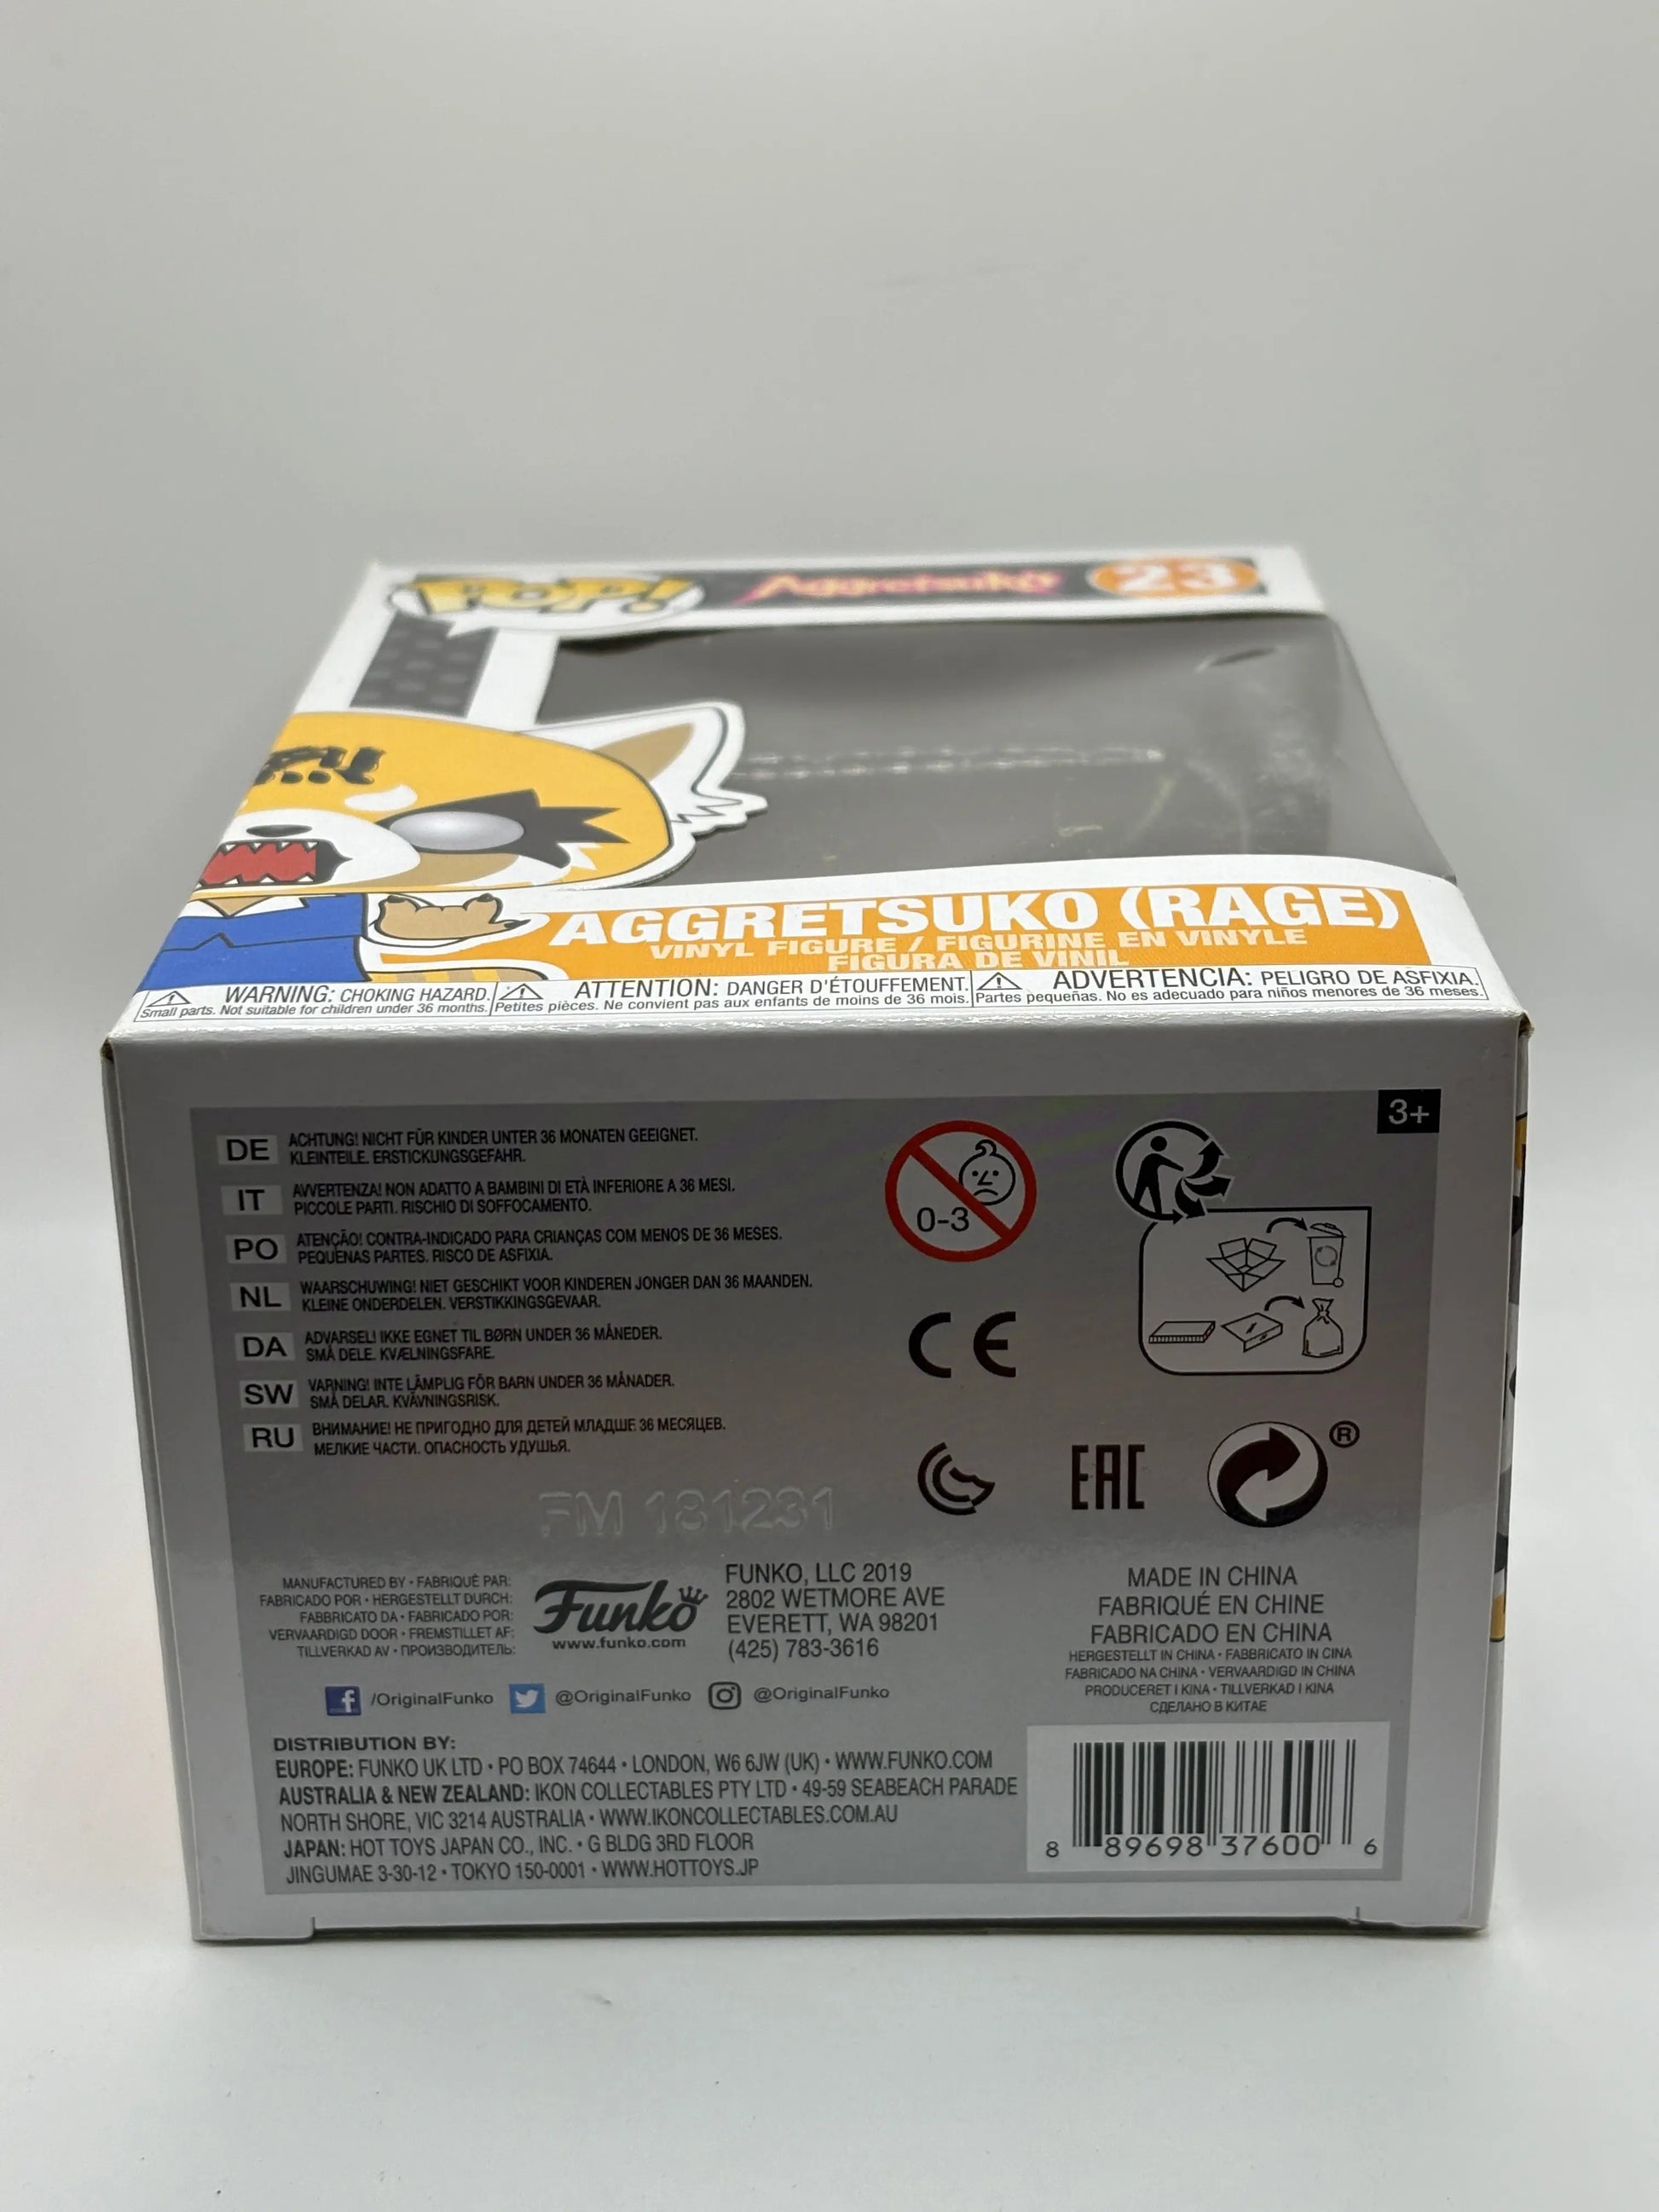 POP! Aggretsuko 23
AGGRETSUKO (RAGE)
VINYL FIGURE / FIGURINE EN VINYLE
FIGURA DE VINIL
WARNING: CHOKING HAZARD.
Small parts. Not suitable for children under 36 months.
ATTENTION: DANGER D'ÉTOUFFEMENT.
Petites pièces. Ne convient pas aux enfants de moins de 36 mois.
ADVERTENCIA: PELIGRO DE ASFIXIA.
Partes pequeñas. No es adecuado para niños menores de 36 meses.
3+
DE ACHTUNG! NICHT FÜR KINDER UNTER 36 MONATEN GEEIGNET.
KLEINTEILE. ERSTICKUNGSGEFAHR.
IT AVVERTENZA! NON ADATTO A BAMBINI DI ETÀ INFERIORE A 36 MESI.
PICCOLE PARTI. RISCHIO DI SOFFOCAMENTO.
PO ATENÇÃO! CONTRA-INDICADO PARA CRIANÇAS COM MENOS DE 36 MESES.
PEQUENAS PARTES. RISCO DE ASFIXIA.
NL WAARSCHUWING! NIET GESCHIKT VOOR KINDEREN JONGER DAN 36 MAANDEN.
KLEINE ONDERDELEN. VERSTIKKINGSGEVAAR.
DA ADVARSEL! IKKE EGNET TIL BØRN UNDER 36 MÅNEDER.
SMÅ DELE. KVÆLNINGSFARE.
SW VARNING! INTE LÄMPLIG FÖR BARN UNDER 36 MÅNADER.
SMÅ DELAR. KVÄVNINGSRISK.
RU ВНИМАНИЕ! НЕ ПРИГОДНО ДЛЯ ДЕТЕЙ МЛАДШЕ 36 МЕСЯЦЕВ.
МЕЛКИЕ ЧАСТИ. ОПАСНОСТЬ УДУШЬЯ.
0-3
CE
EAC
®
FM 181231
MANUFACTURED BY • FABRIQUÉ PAR:
FABRICADO POR • HERGESTELLT DURCH:
FABBRICATO DA • FABRICADO POR:
VERVAARDIGD DOOR • FREMSTILLET AF:
TILLVERKAD AV • ПРОИЗВОДИТЕЛЬ:
Funko
www.funko.com
FUNKO, LLC 2019
2802 WETMORE AVE
EVERETT, WA 98201
(425) 783-3616
MADE IN CHINA
FABRIQUÉ EN CHINE
FABRICADO EN CHINA
HERGESTELLT IN CHINA • FABBRICATO IN CINA
FABRICADO NA CHINA • VERVAARDIGD IN CHINA
PRODUCERET I KINA • TILLVERKAD I KINA
СДЕЛАНО В КИТАЕ
f /OriginalFunko @OriginalFunko @OriginalFunko
DISTRIBUTION BY:
EUROPE: FUNKO UK LTD • PO BOX 74644 • LONDON, W6 6JW (UK) • WWW.FUNKO.COM
AUSTRALIA & NEW ZEALAND: IKON COLLECTABLES PTY LTD • 49-59 SEABEACH PARADE
NORTH SHORE, VIC 3214 AUSTRALIA • WWW.IKONCOLLECTABLES.COM.AU
JAPAN: HOT TOYS JAPAN CO., INC. • G BLDG 3RD FLOOR
JINGUMAE 3-30-12 • TOKYO 150-0001 • WWW.HOTTOYS.JP
8 89698 37600 6